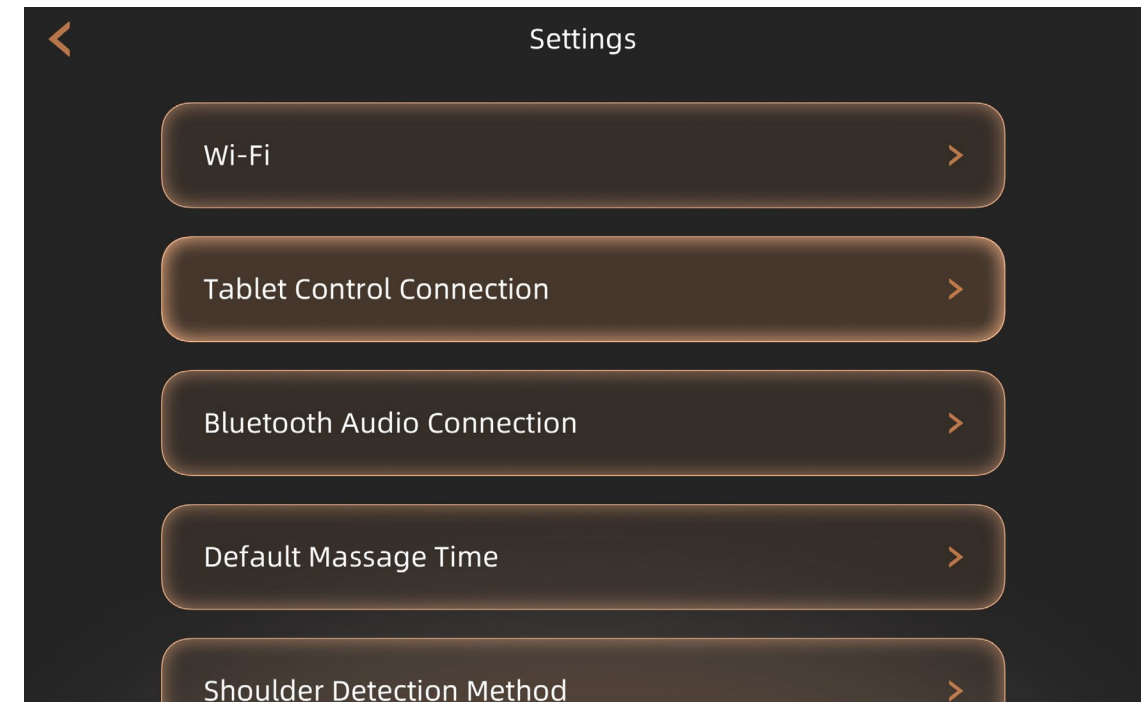 Settings
Wi-Fi
Tablet Control Connection
Bluetooth Audio Connection
Default Massage Time
Shoulder Detection Method